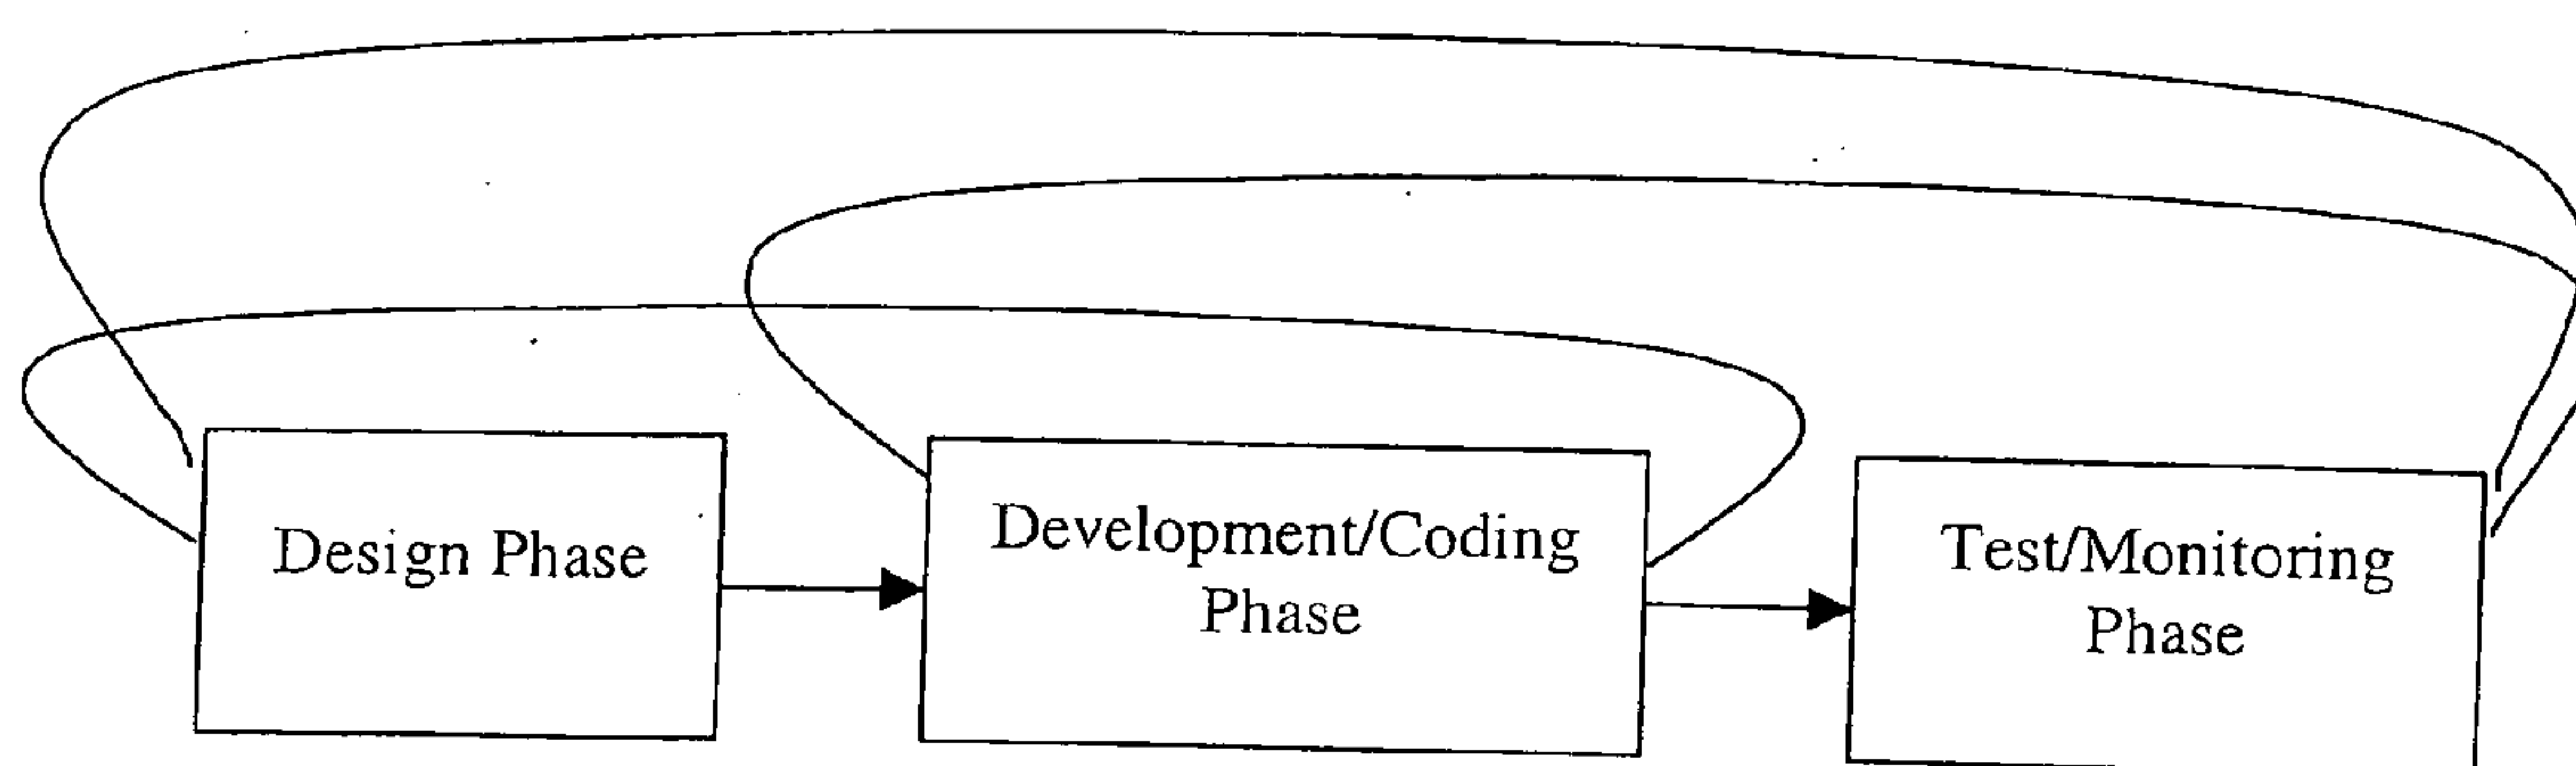 Design Phase
Development/Coding
Phase
Test/Monitoring
Phase